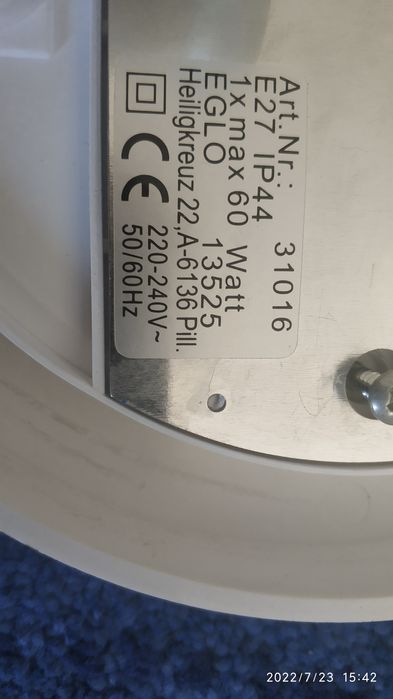 Art.Nr.: 31016
E27 IP44
1x max 60 Watt
EGLO 13525
Heiligkreuz 22,A-6136 Pill.
CE 220-240V~
50/60Hz
2022/7/23 15:42